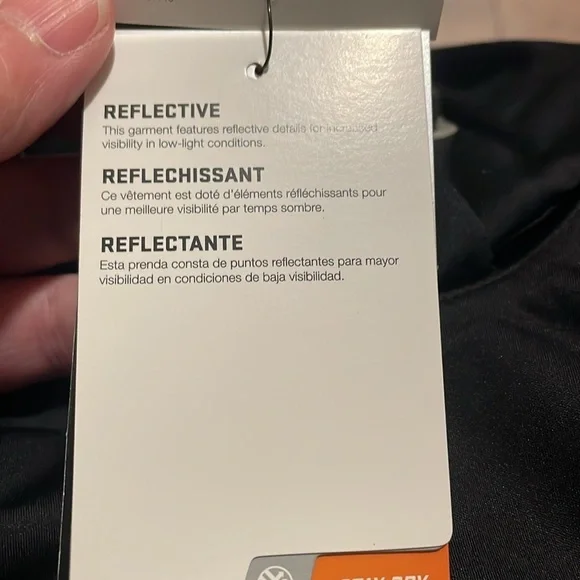 REFLECTIVE
This garment features reflective details for increased
visibility in low-light conditions.
REFLECHISSANT
Ce vêtement est doté d'éléments réfléchissants pour
une meilleure visibilité par temps sombre.
REFLECTANTE
Esta prenda consta de puntos reflectantes para mayor
visibilidad en condiciones de baja visibilidad.
STAY DRY